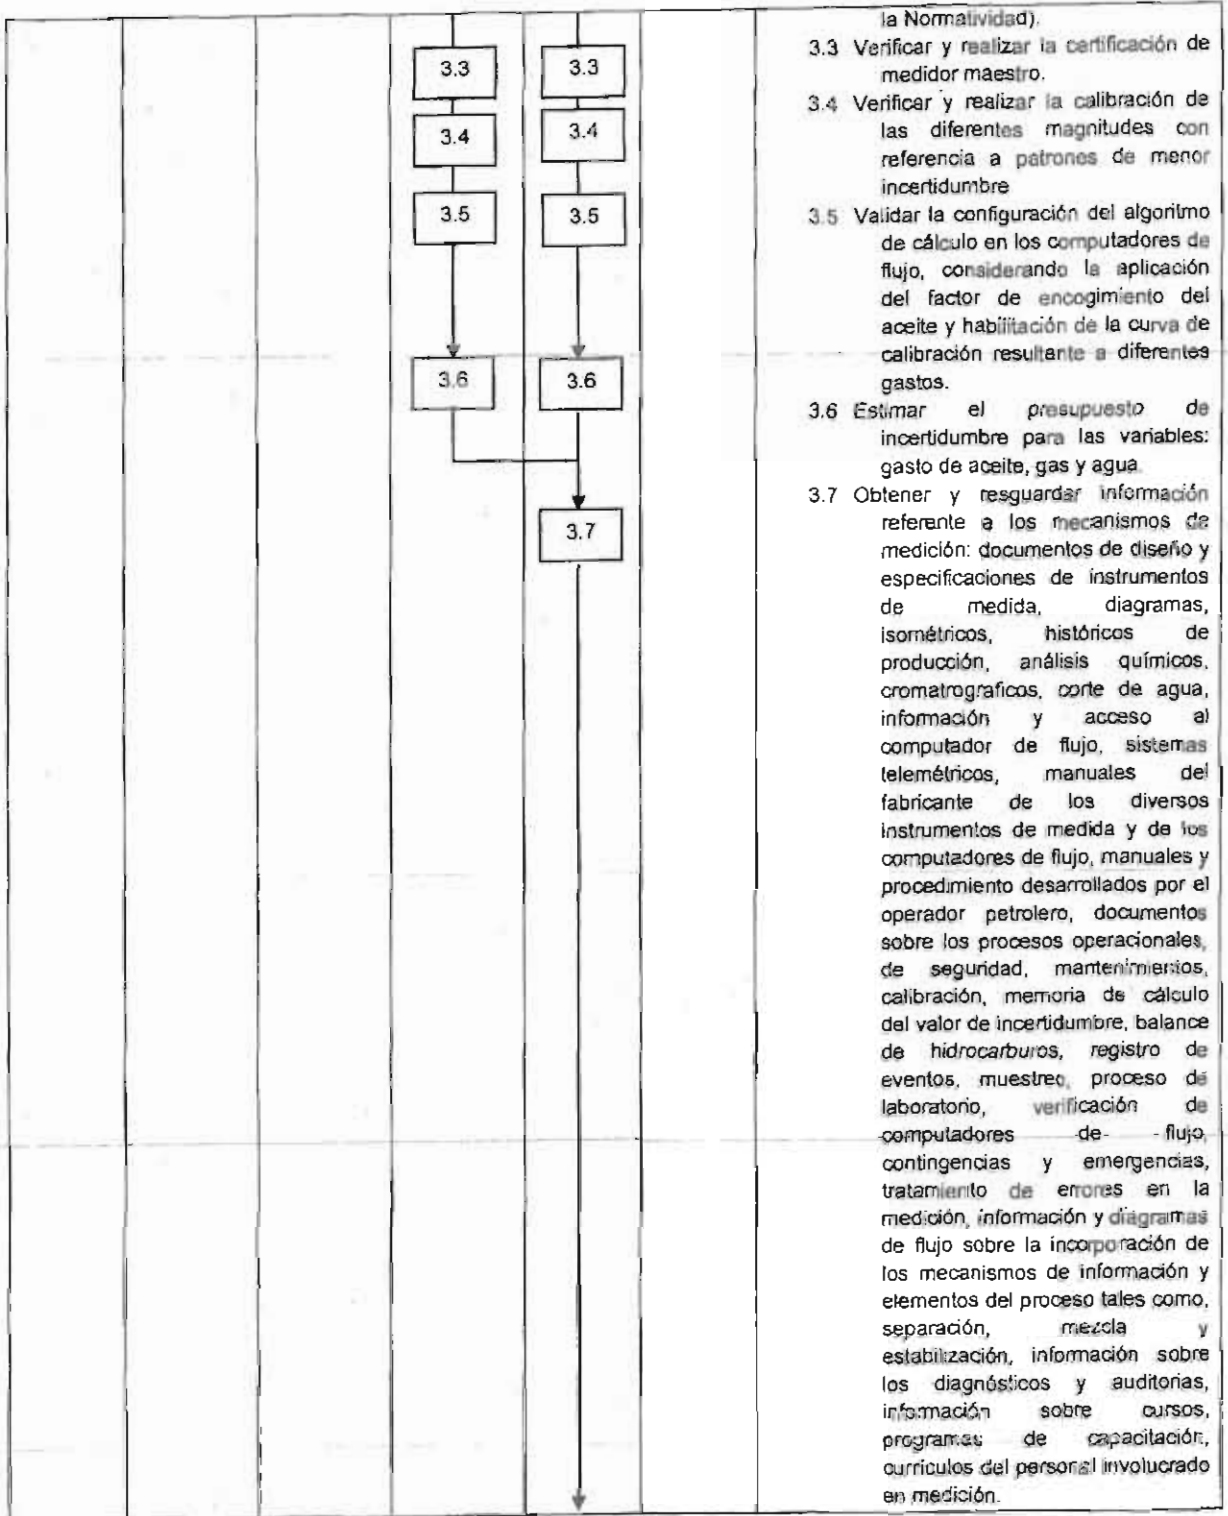 la Normatividad).
3.3 3.3 3.3 Verificar y realizar la certificación de
medidor maestro.
3.4 3.4 3.4 Verificar y realizar la calibración de
las diferentes magnitudes con
referencia a patrones de menor
incertidumbre
3.5 3.5 3.5 Validar la configuración del algoritmo
de cálculo en los computadores de
flujo, considerando la aplicación
del factor de encogimiento del
aceite y habilitación de la curva de
calibración resultante a diferentes
gastos.
3.6 3.6
3.6 Estimar el presupuesto de
incertidumbre para las variables:
gasto de aceite, gas y agua.
3.7 Obtener y resguardar información
referente a los mecanismos de
3.7
medición: documentos de diseño y
especificaciones de instrumentos
de medida, diagramas,
isométricos, históricos de
producción, análisis químicos,
cromatrograficos, corte de agua,
información y acceso al
computador de flujo, sistemas
telemétricos, manuales del
fabricante de los diversos
instrumentos de medida y de los
computadores de flujo, manuales y
procedimiento desarrollados por el
operador petrolero, documentos
sobre los procesos operacionales,
de seguridad, mantenimientos,
calibración, memoria de cálculo
del valor de incertidumbre, balance
de hidrocarburos, registro de
eventos, muestreo, proceso de
laboratorio, verificación de
computadores de flujo,
contingencias y emergencias,
tratamiento de errores en la
medición, información y diagramas
de flujo sobre la incorporación de
los mecanismos de información y
elementos del proceso tales como,
separación, mezcla y
estabilización, información sobre
los diagnósticos y auditorias,
información sobre cursos,
programas de capacitación,
curriculos del personal involucrado
en medición.